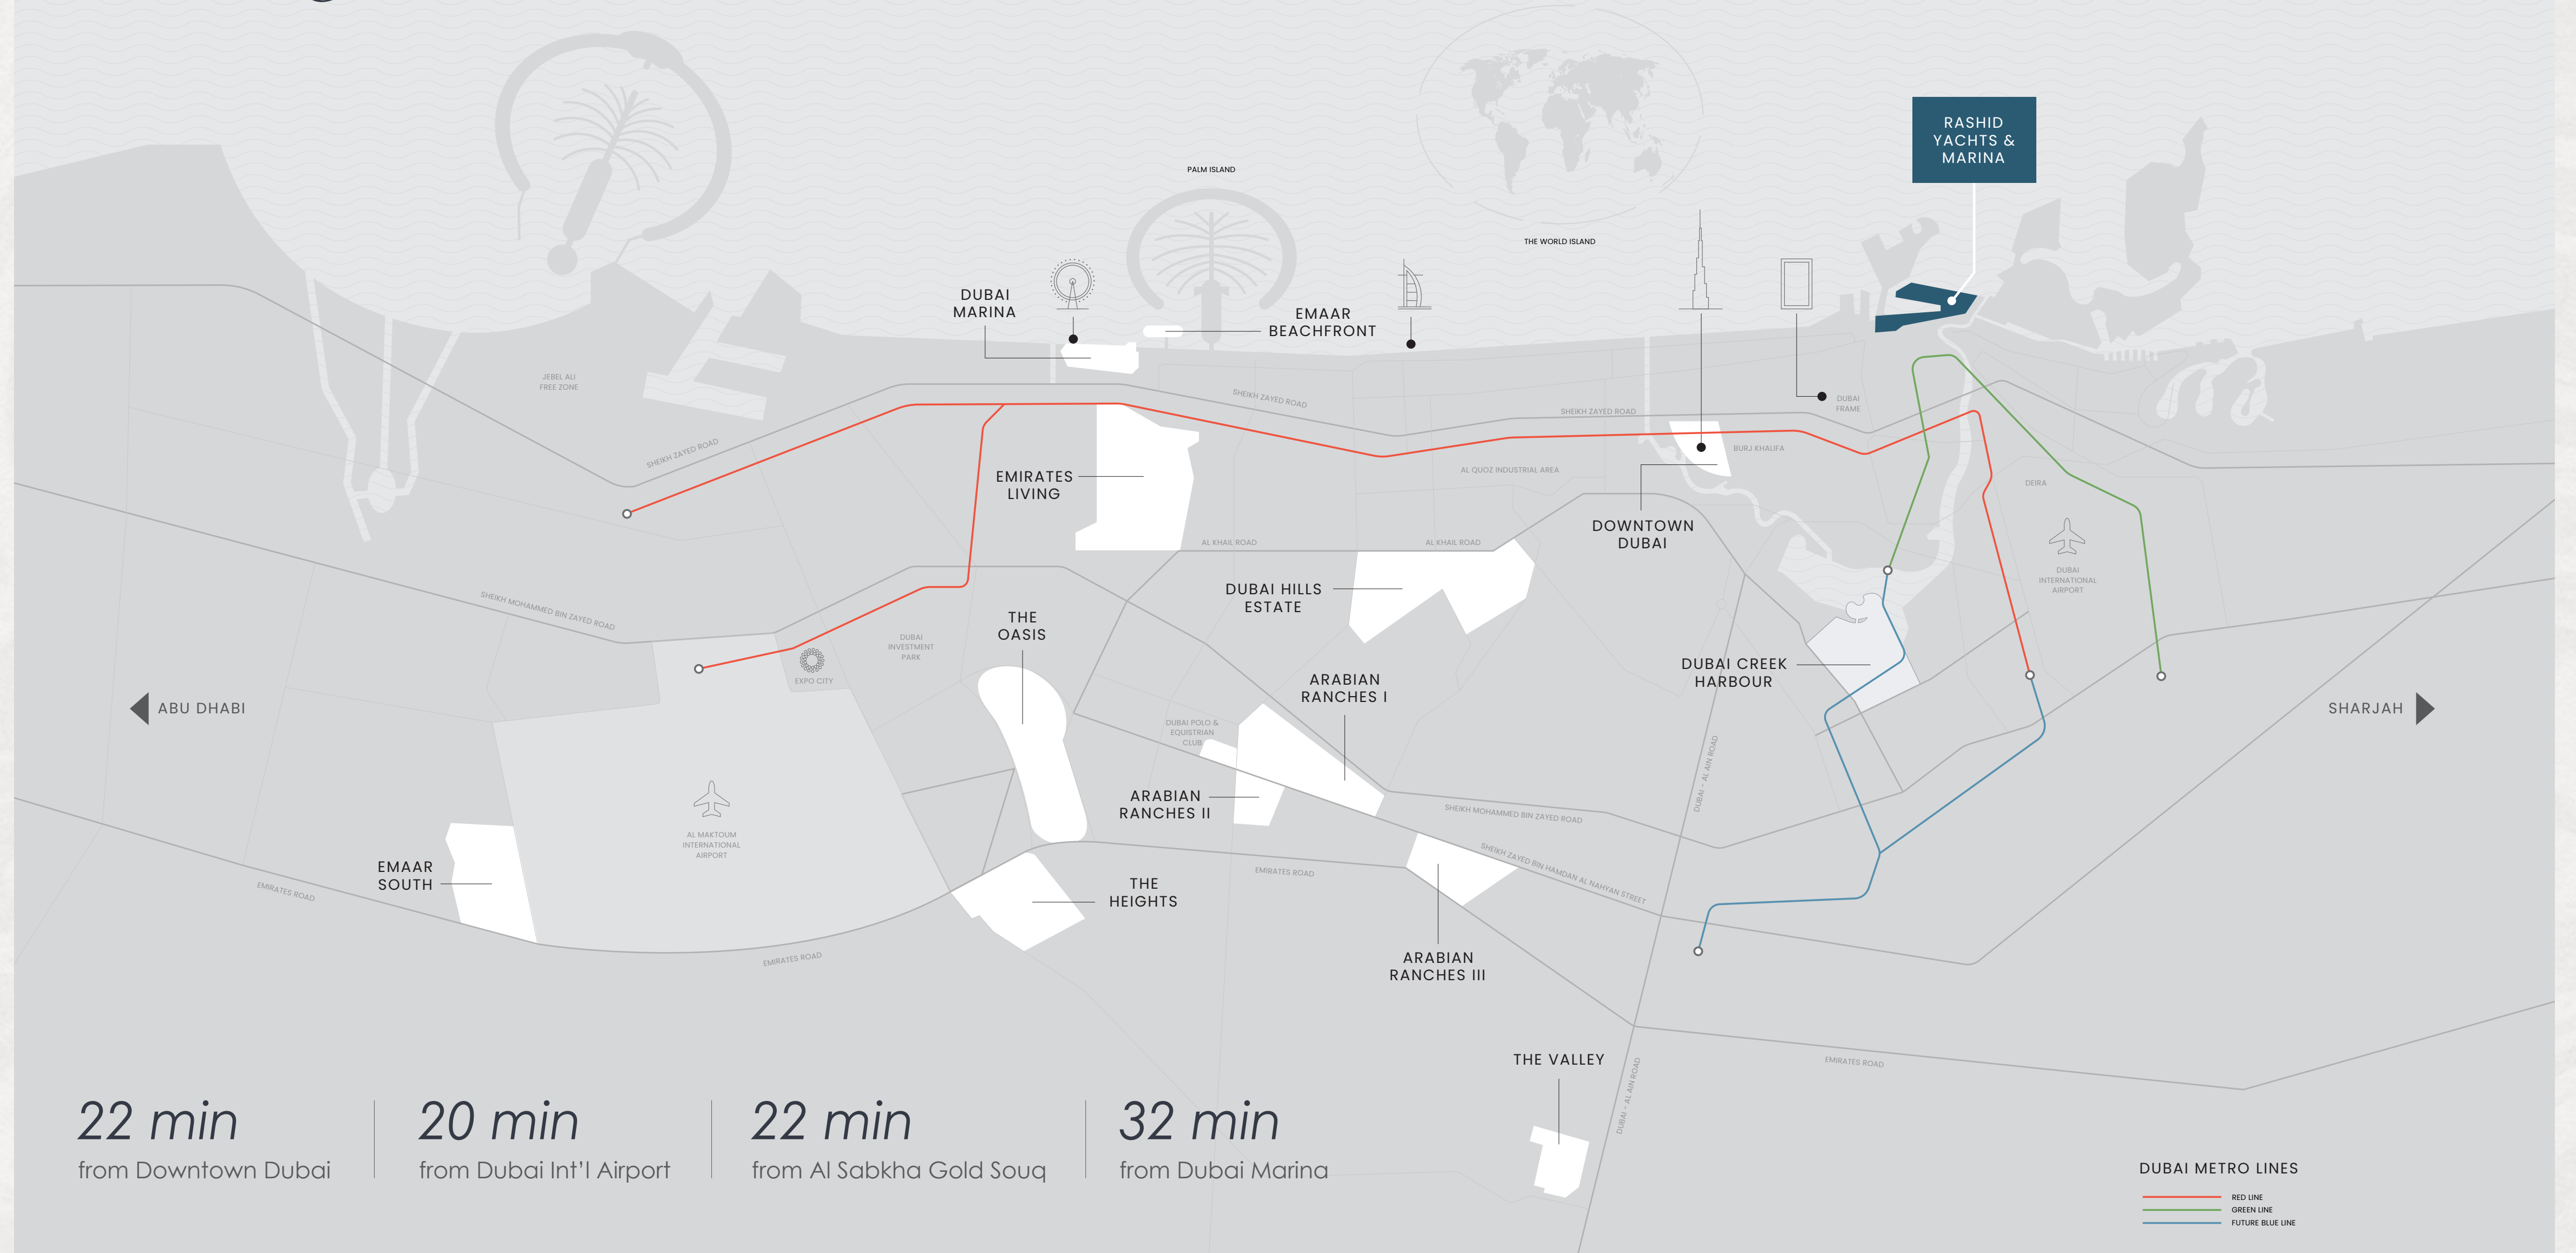 RASHID
YACHTS &
MARINA
PALM ISLAND
THE WORLD ISLAND
DUBAI
MARINA
EMAAR
BEACHFRONT
JEBEL ALI
FREE ZONE
SHEIKH ZAYED ROAD
SHEIKH ZAYED ROAD
SHEIKH ZAYED ROAD
DUBAI
FRAME
BURJ KHALIFA
EMIRATES
LIVING
AL QUOZ INDUSTRIAL AREA
DEIRA
DOWNTOWN
DUBAI
AL KHAIL ROAD
AL KHAIL ROAD
DUBAI
INTERNATIONAL
AIRPORT
SHEIKH MOHAMMED BIN ZAYED ROAD
DUBAI HILLS
ESTATE
THE
OASIS
DUBAI
INVESTMENT
PARK
EXPO CITY
DUBAI CREEK
HARBOUR
ARABIAN
RANCHES I
ABU DHABI
SHARJAH
DUBAI POLO &
EQUISTRIAN
CLUB
DUBAI - AL AIN ROAD
ARABIAN
RANCHES II
SHEIKH MOHAMMED BIN ZAYED ROAD
AL MAKTOUM
INTERNATIONAL
AIRPORT
SHEIKH ZAYED BIN HAMDAN AL NAHYAN STREET
EMAAR
SOUTH
EMIRATES ROAD
EMIRATES ROAD
THE
HEIGHTS
EMIRATES ROAD
ARABIAN
RANCHES III
THE VALLEY
EMIRATES ROAD
DUBAI - AL AIN ROAD
22 min
from Downtown Dubai
20 min
from Dubai Int'l Airport
22 min
from Al Sabkha Gold Souq
32 min
from Dubai Marina
DUBAI METRO LINES
RED LINE
GREEN LINE
FUTURE BLUE LINE